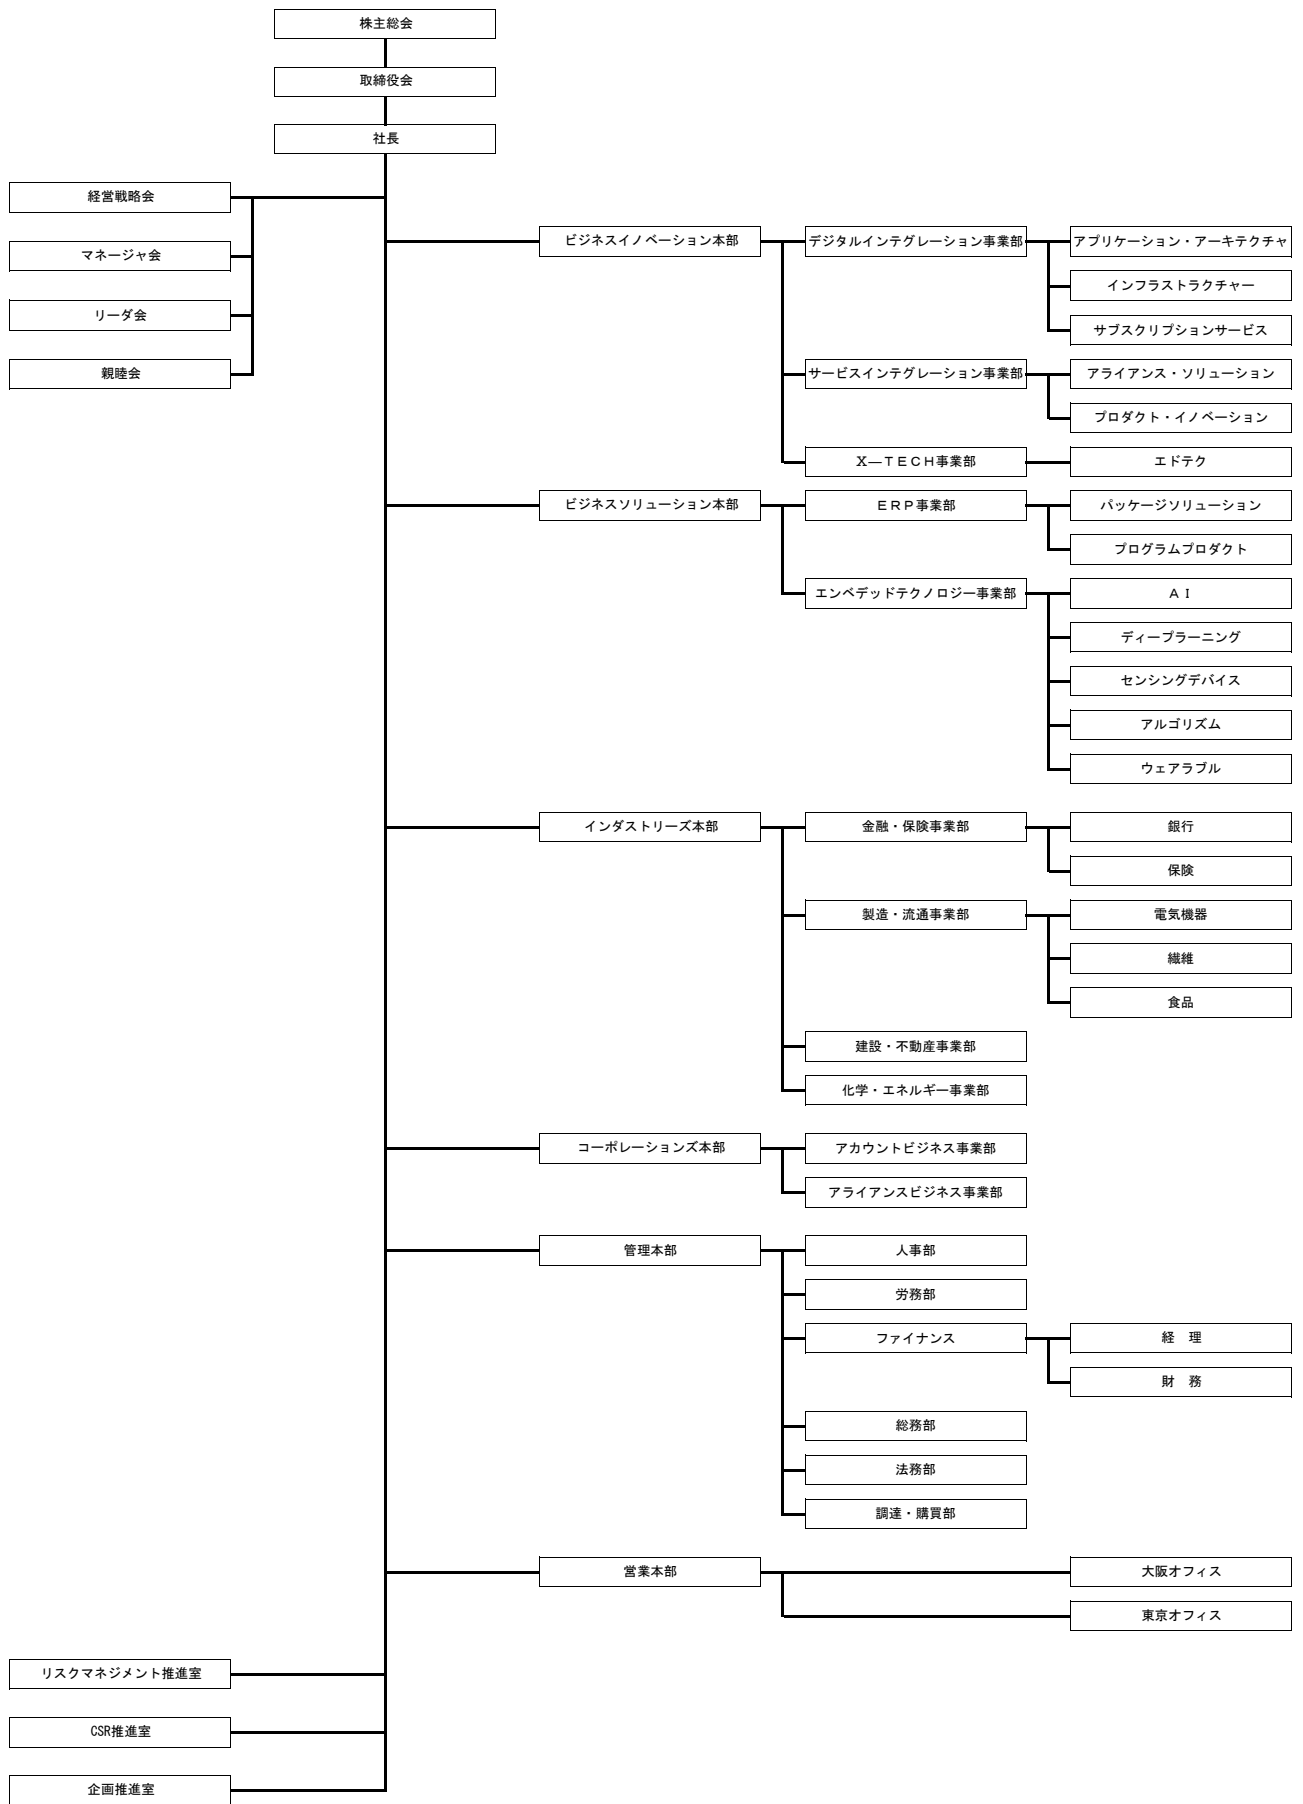 株主総会
取締役会
社長
経営戦略会
マネージャ会
リーダ会
親睦会
ビジネスイノベーション本部
デジタルインテグレーション事業部
アプリケーション・アーキテクチャ
インフラストラクチャー
サブスクリプションサービス
サービスインテグレーション事業部
アライアンス・ソリューション
プロダクト・イノベーション
Ⅹ―ＴＥＣＨ事業部
エドテク
ビジネスソリューション本部
ＥＲＰ事業部
パッケージソリューション
プログラムプロダクト
エンベデッドテクノロジー事業部
ＡＩ
ディープラーニング
センシングデバイス
アルゴリズム
ウェアラブル
インダストリーズ本部
金融・保険事業部
銀行
保険
製造・流通事業部
電気機器
繊維
食品
建設・不動産事業部
化学・エネルギー事業部
コーポレーションズ本部
アカウントビジネス事業部
アライアンスビジネス事業部
管理本部
人事部
労務部
ファイナンス
経　理
財　務
総務部
法務部
調達・購買部
営業本部
大阪オフィス
東京オフィス
リスクマネジメント推進室
CSR推進室
企画推進室